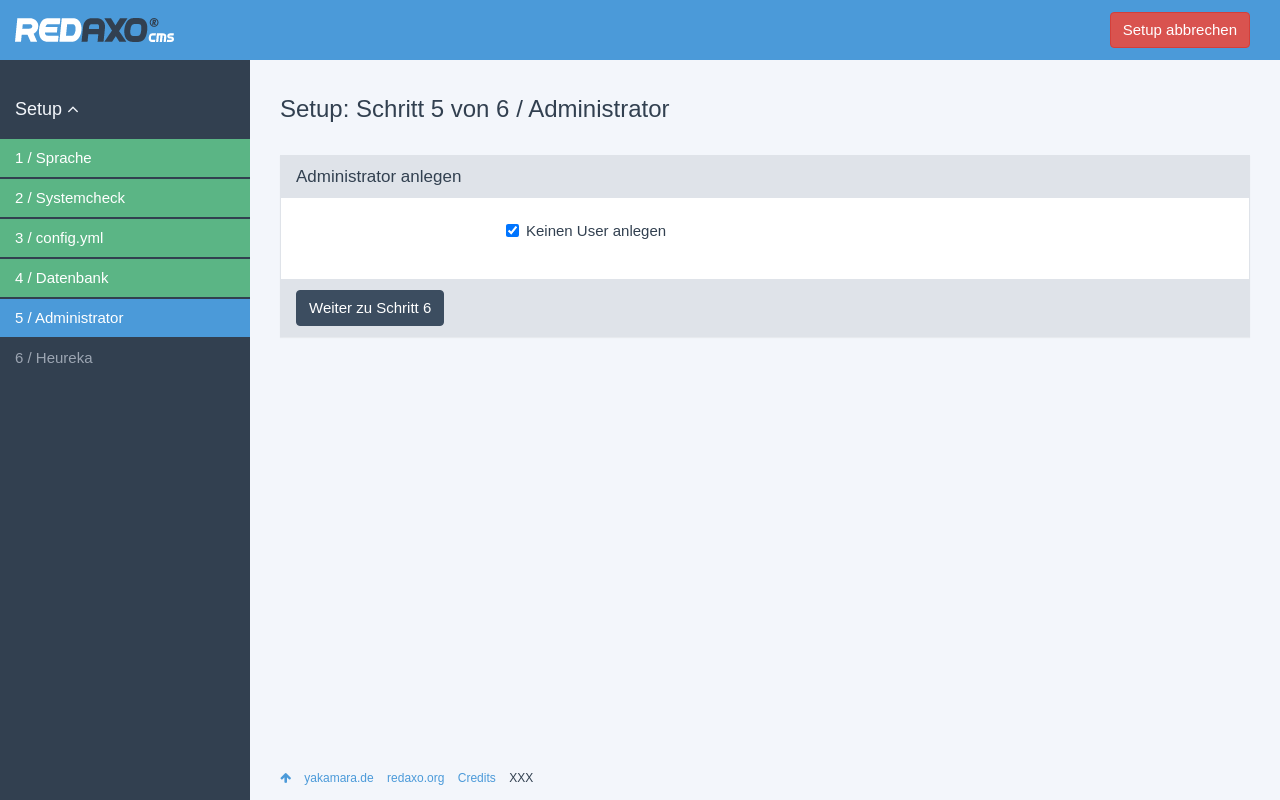 REDAXO® cms
Setup abbrechen
Setup
1 / Sprache
2 / Systemcheck
3 / config.yml
4 / Datenbank
5 / Administrator
6 / Heureka
Setup: Schritt 5 von 6 / Administrator
Administrator anlegen
Keinen User anlegen
Weiter zu Schritt 6
yakamara.de redaxo.org Credits XXX